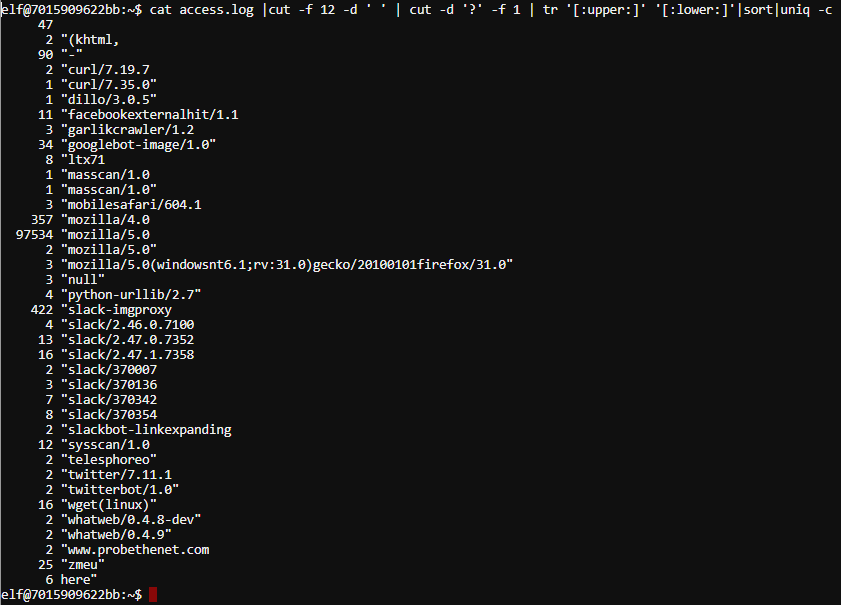 elf@7015909622bb:~$ cat access.log |cut -f 12 -d ' ' | cut -d '?' -f 1 | tr '[:upper:]' '[:lower:]'|sort|uniq -c
47
2 "(khtml,
90 "-"
2 "curl/7.19.7
1 "curl/7.35.0"
1 "dillo/3.0.5"
11 "facebookexternalhit/1.1
3 "garlikcrawler/1.2
34 "googlebot-image/1.0"
8 "ltx71
1 "masscan/1.0
1 "masscan/1.0"
3 "mobilesafari/604.1
357 "mozilla/4.0
97534 "mozilla/5.0
2 "mozilla/5.0"
3 "mozilla/5.0(windowsnt6.1;rv:31.0)gecko/20100101firefox/31.0"
3 "null"
4 "python-urllib/2.7"
422 "slack-imgproxy
4 "slack/2.46.0.7100
13 "slack/2.47.0.7352
16 "slack/2.47.1.7358
2 "slack/370007
3 "slack/370136
7 "slack/370342
8 "slack/370354
2 "slackbot-linkexpanding
12 "sysscan/1.0
2 "telesphoreo"
2 "twitter/7.11.1
2 "twitterbot/1.0"
16 "wget(linux)"
2 "whatweb/0.4.8-dev"
2 "whatweb/0.4.9"
2 "www.probethenet.com
25 "zmeu"
6 here"
elf@7015909622bb:~$